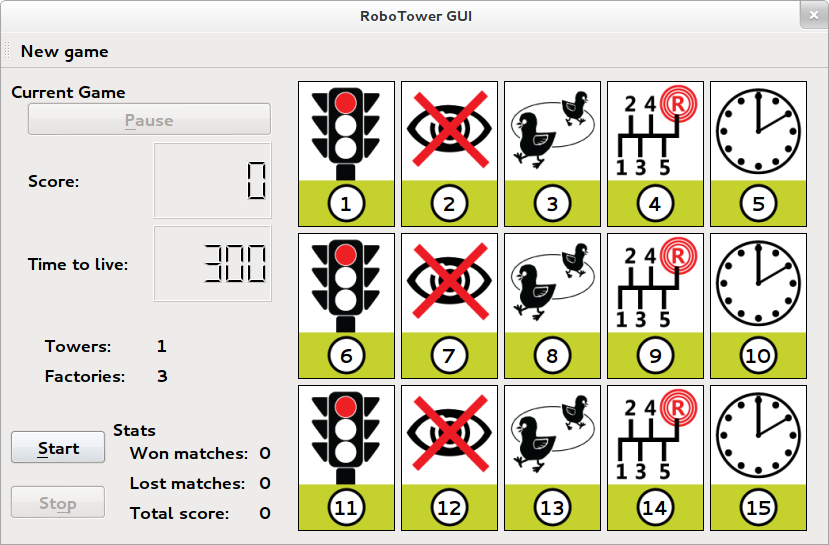 RoboTower GUI
New game
Current Game
Pause
Score: 0
Time to live: 300
Towers: 1
Factories: 3
Start
Stop
Stats
Won matches: 0
Lost matches: 0
Total score: 0
2 4 R
1 3 5
1 2 3 4 5
2 4 R
1 3 5
6 7 8 9 10
2 4 R
1 3 5
11 12 13 14 15